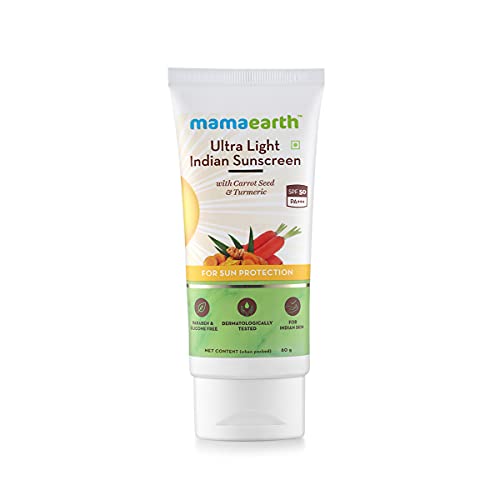 mamaearth™
Ultra Light
Indian Sunscreen
with Carrot Seed
& Turmeric
SPF 50
PA+++
FOR SUN PROTECTION
PARABEN &
SILICONE FREE
DERMATOLOGICALLY
TESTED
FOR
INDIAN SKIN
NET CONTENT (when packed) 80 g